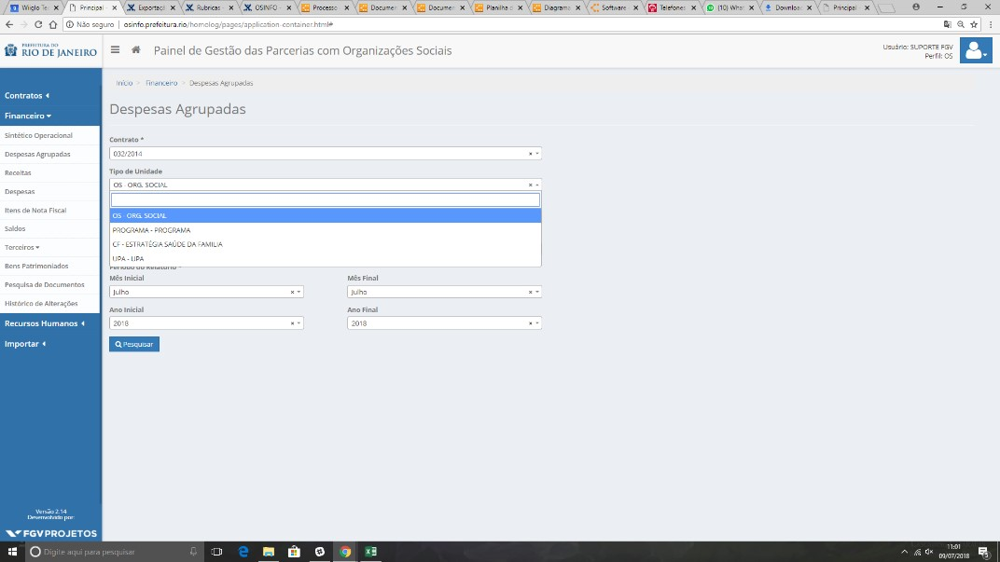 Wiglo Te
Principal -
Exportaçã
Rubricas -
OSINFO -
Processo
Documen
Documen
Planilha d
Diagrama
Software
Telefones
(10) What
Download
Principal
Não seguro | osinfo.prefeitura.rio/homolog/pages/application-container.html#
PREFEITURA DO
RIO DE JANEIRO
Painel de Gestão das Parcerias com Organizações Sociais
Usuário: SUPORTE FGV
Perfil: OS
Contratos
Financeiro
Sintético Operacional
Despesas Agrupadas
Receitas
Despesas
Itens de Nota Fiscal
Saldos
Terceiros
Bens Patrimoniados
Pesquisa de Documentos
Histórico de Alterações
Recursos Humanos
Importar
Versão 2.14
Desenvolvido por:
FGV PROJETOS
Início > Financeiro > Despesas Agrupadas
Despesas Agrupadas
Contrato *
032/2014
Tipo de Unidade
OS - ORG. SOCIAL
OS - ORG. SOCIAL
PROGRAMA - PROGRAMA
CF - ESTRATÉGIA SAÚDE DA FAMILIA
UPA - UPA
Período do Relatório *
Mês Inicial
Mês Final
Julho
Julho
Ano Inicial
Ano Final
2018
2018
Pesquisar
Digite aqui para pesquisar
11:01
09/07/2018